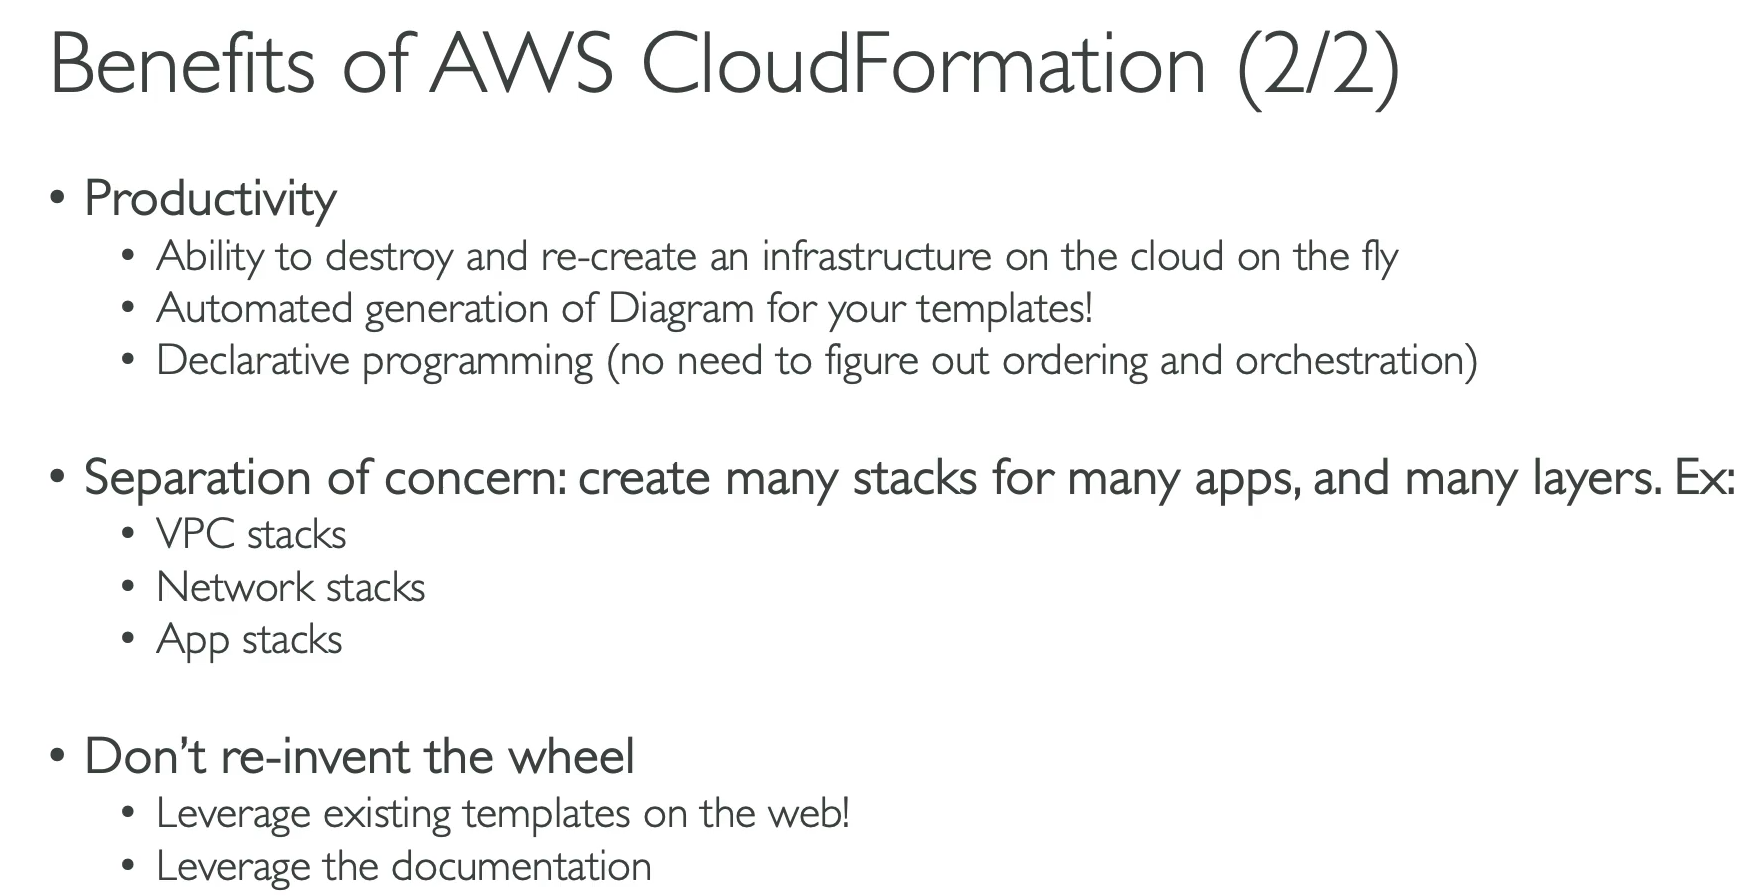 Benefits of AWS CloudFormation (2/2)
• Productivity
• Ability to destroy and re-create an infrastructure on the cloud on the fly
• Automated generation of Diagram for your templates!
• Declarative programming (no need to figure out ordering and orchestration)
• Separation of concern: create many stacks for many apps, and many layers. Ex:
• VPC stacks
• Network stacks
• App stacks
• Don’t re-invent the wheel
• Leverage existing templates on the web!
• Leverage the documentation